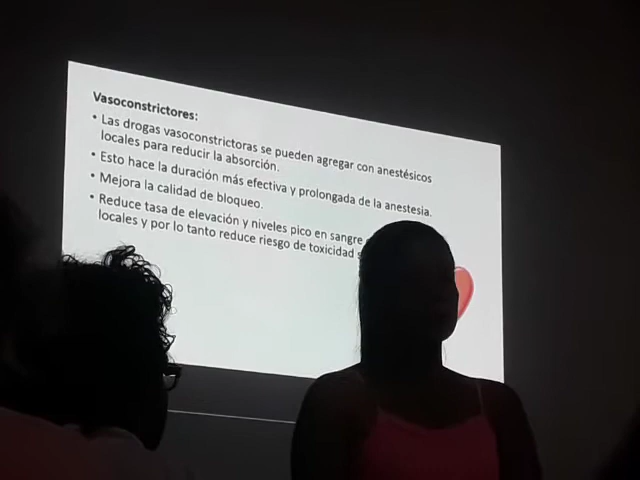 Vasoconstrictores:
• Las drogas vasoconstrictoras se pueden agregar con anestésicos
locales para reducir la absorción.
• Esto hace la duración más efectiva y prolongada de la anestesia.
• Mejora la calidad de bloqueo.
• Reduce tasa de elevación y niveles pico en sangre
locales y por lo tanto reduce riesgo de toxicidad